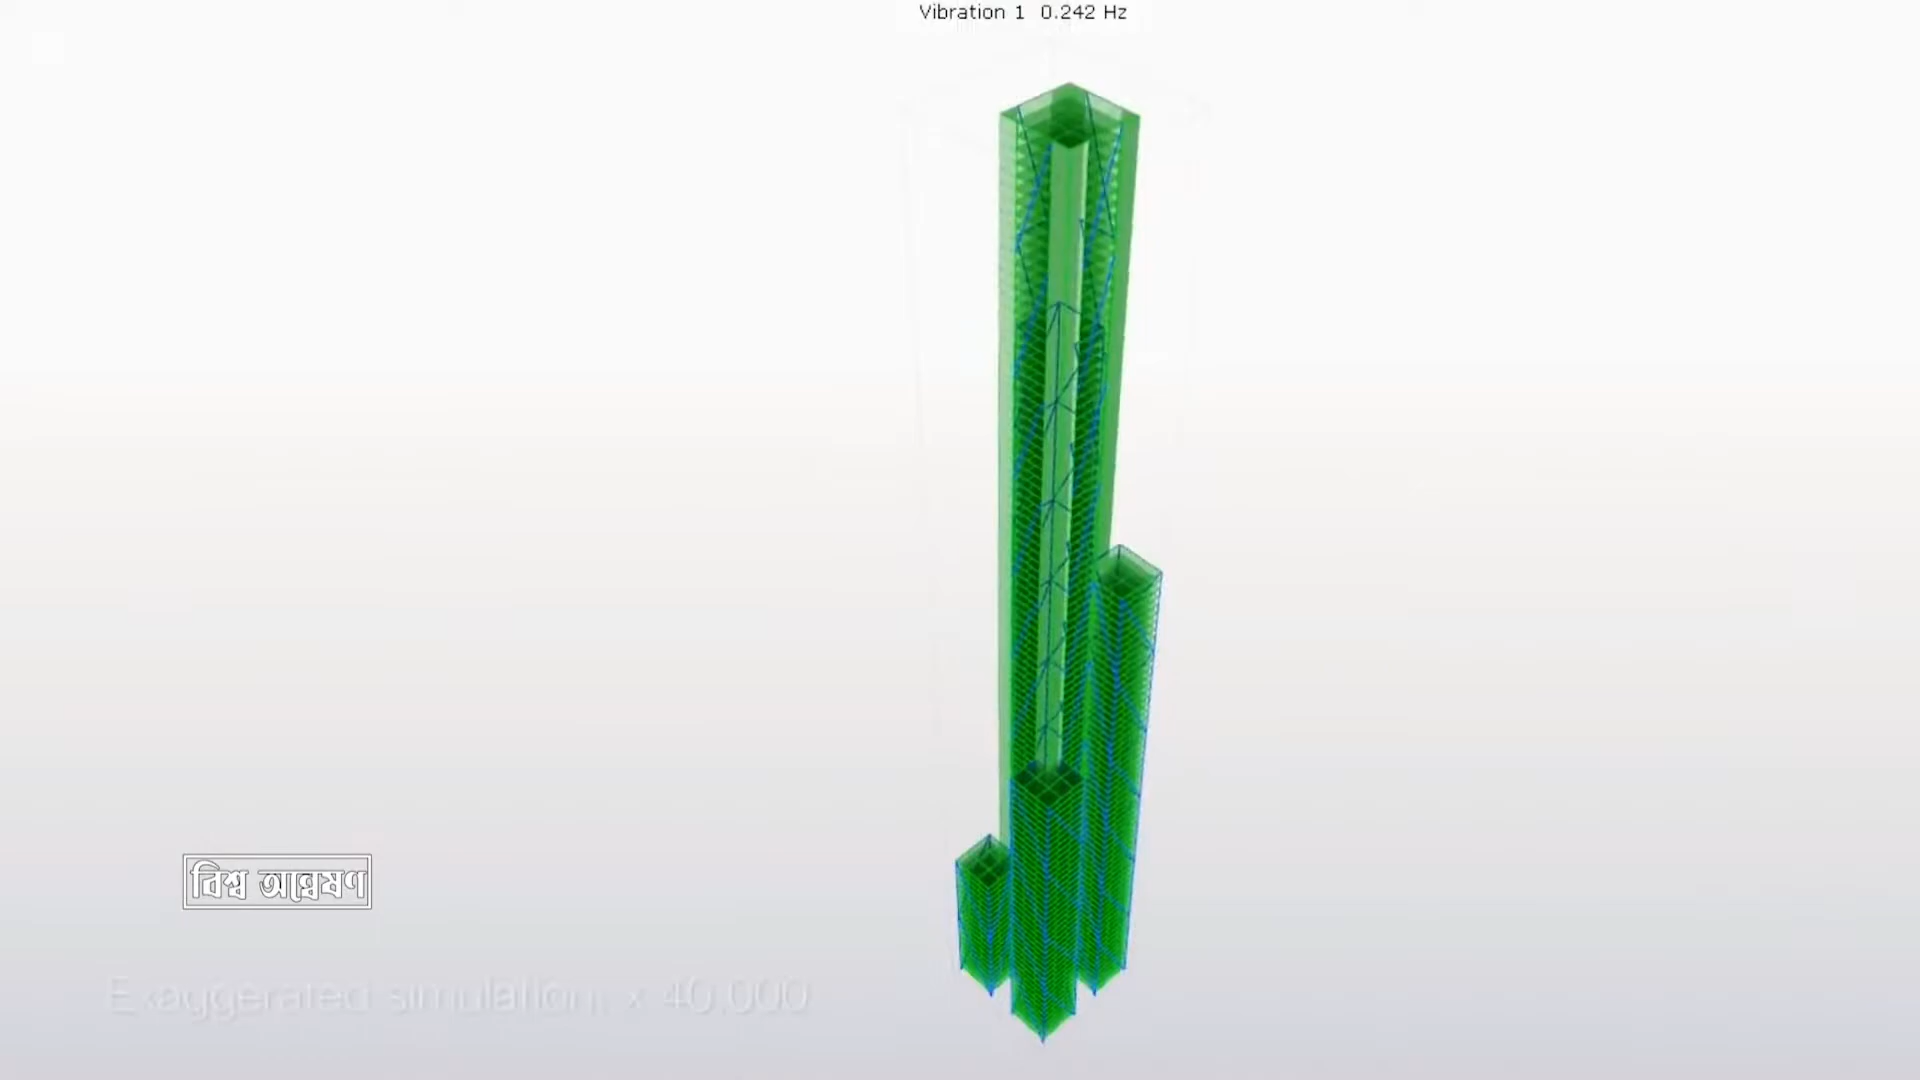 Vibration 1 0.242 Hz
বিশ্ব অন্বেষণ
Exaggerated simulation, x 40,000